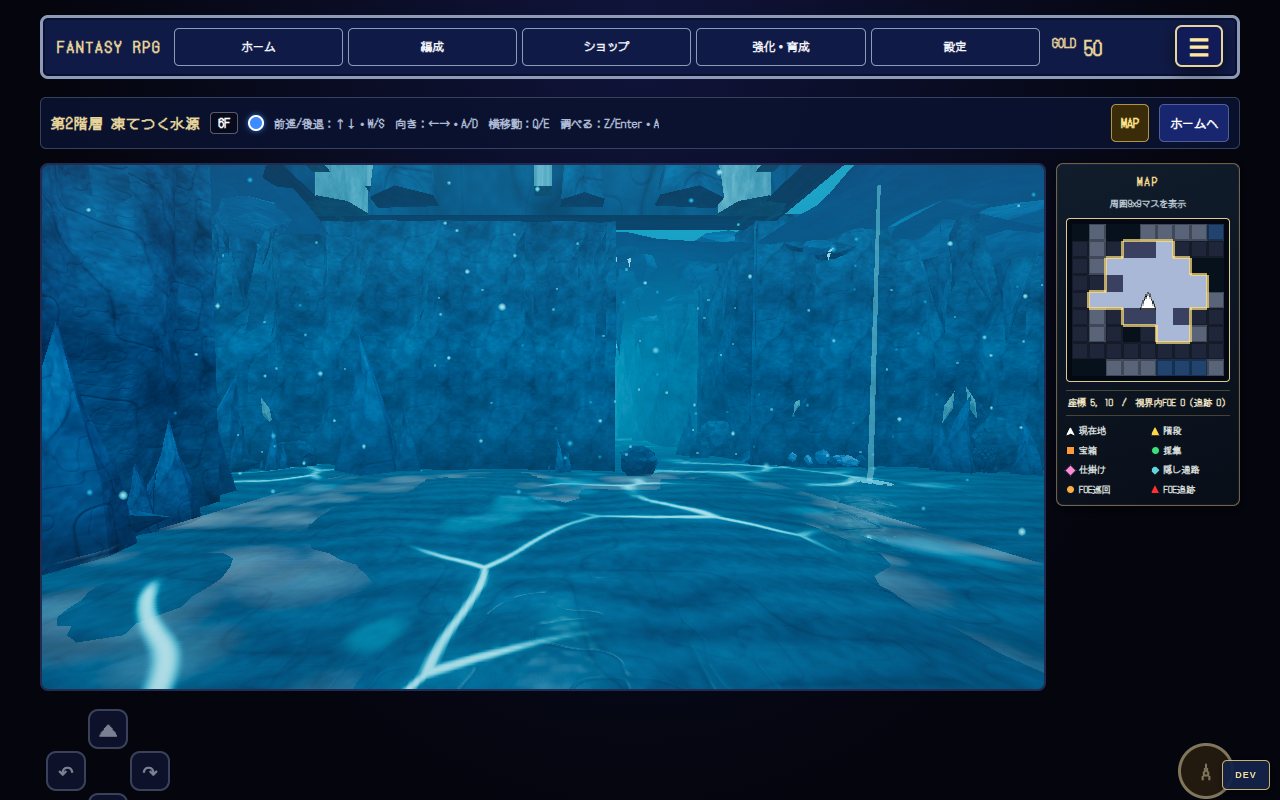 FANTASY RPG ホーム 編成 ショップ 強化・育成 設定 GOLD 50
第2階層 凍てつく水源 6F 前進/後退：↑↓・W/S 向き：←→・A/D 横移動：Q/E 調べる：Z/Enter・A MAP ホームへ
MAP
周囲9x9マスを表示
座標 5, 10 / 視界内FOE 0 (追跡 0)
現在地 階段
宝箱 採集
仕掛け 隠し通路
FOE巡回 FOE追跡
A
DEV